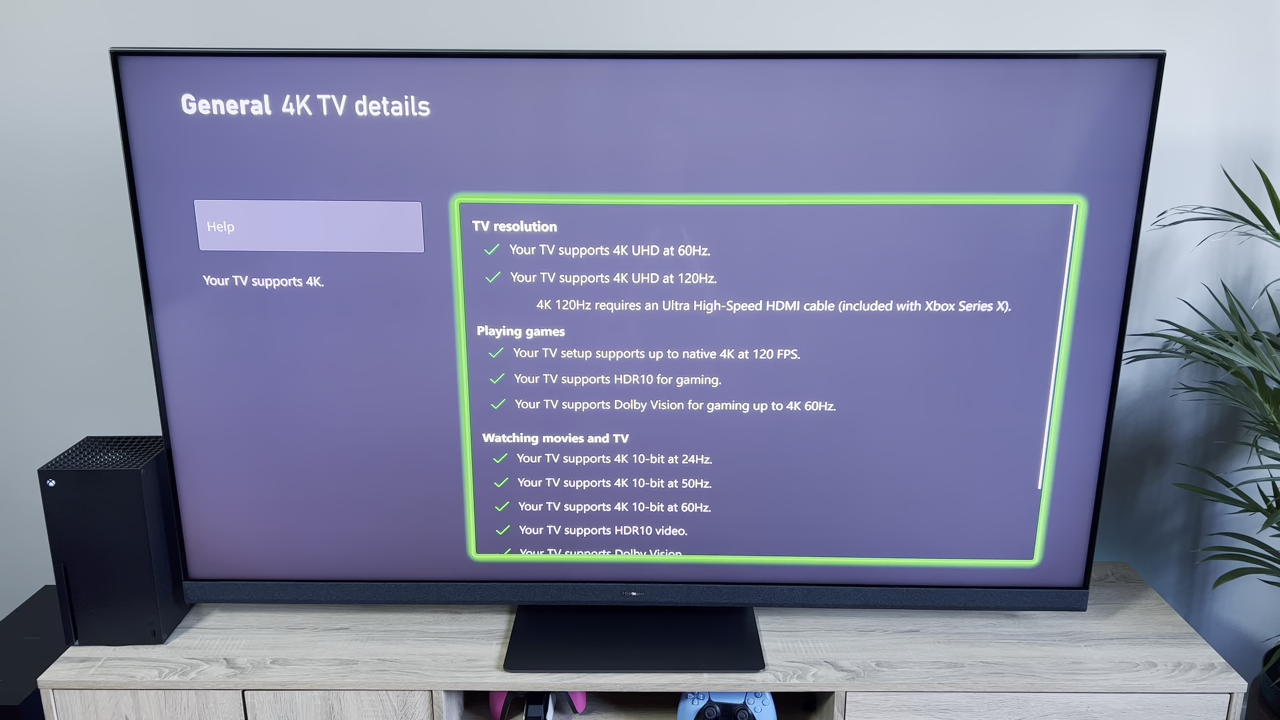 General 4K TV details
Help
Your TV supports 4K.
TV resolution
Your TV supports 4K UHD at 60Hz.
Your TV supports 4K UHD at 120Hz.
4K 120Hz requires an Ultra High-Speed HDMI cable (included with Xbox Series X).
Playing games
Your TV setup supports up to native 4K at 120 FPS.
Your TV supports HDR10 for gaming.
Your TV supports Dolby Vision for gaming up to 4K 60Hz.
Watching movies and TV
Your TV supports 4K 10-bit at 24Hz.
Your TV supports 4K 10-bit at 50Hz.
Your TV supports 4K 10-bit at 60Hz.
Your TV supports HDR10 video.
Your TV supports Dolby Vision